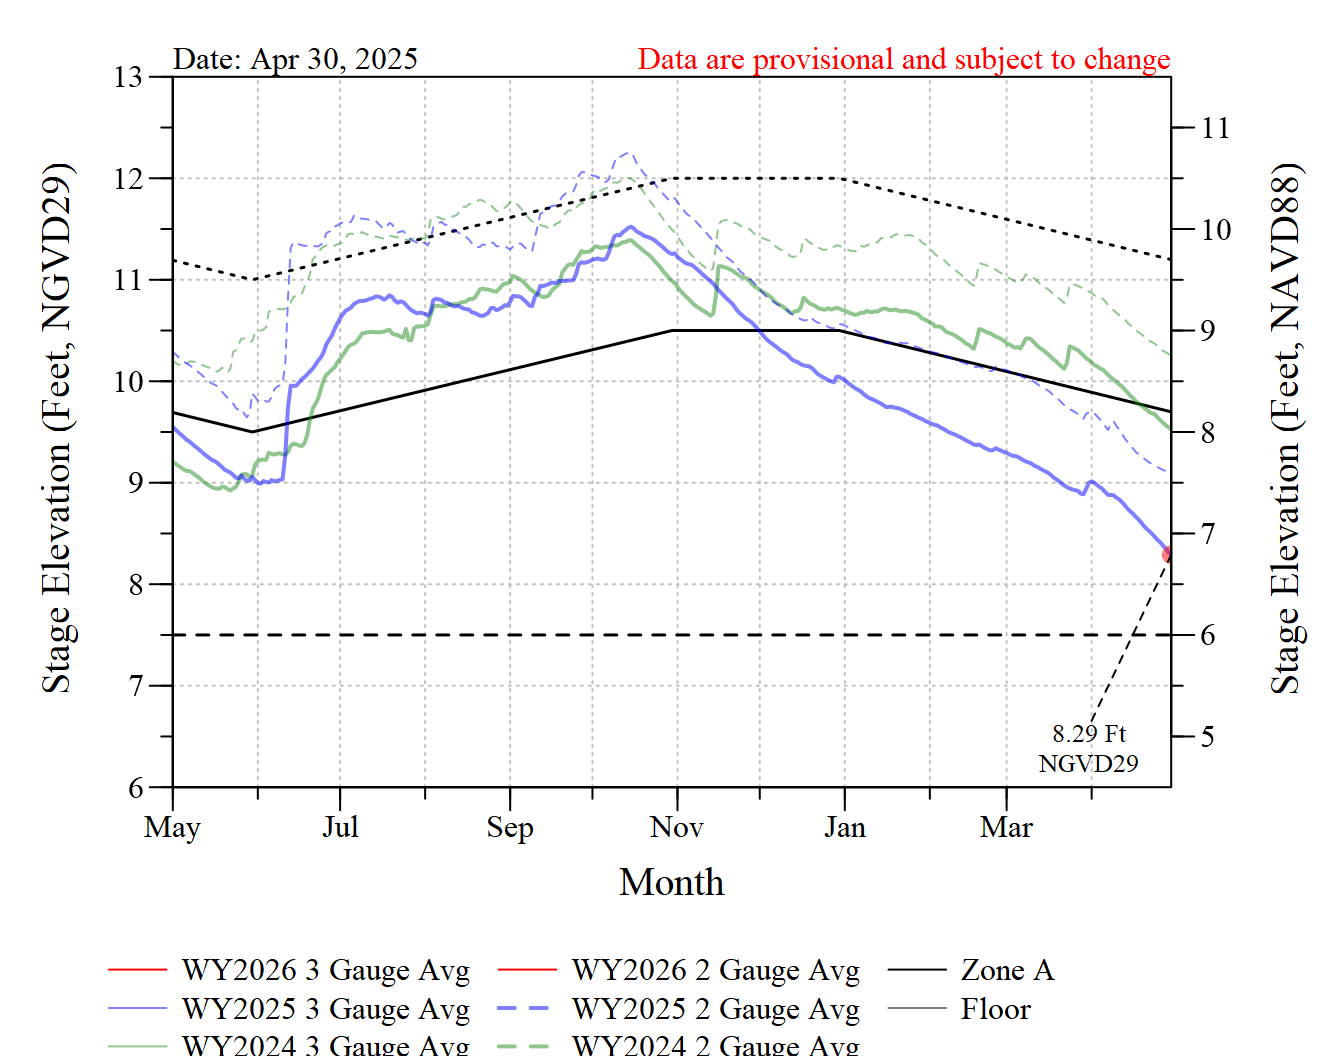 Date: Apr 30, 2025
Data are provisional and subject to change
13
12
11
10
9
8
7
6
11
10
9
8
7
6
5
Stage Elevation (Feet, NGVD29)
Stage Elevation (Feet, NAVD88)
8.29 Ft
NGVD29
May Jul Sep Nov Jan Mar
Month
WY2026 3 Gauge Avg WY2026 2 Gauge Avg Zone A
WY2025 3 Gauge Avg WY2025 2 Gauge Avg Floor
WY2024 3 Gauge Avg WY2024 2 Gauge Avg